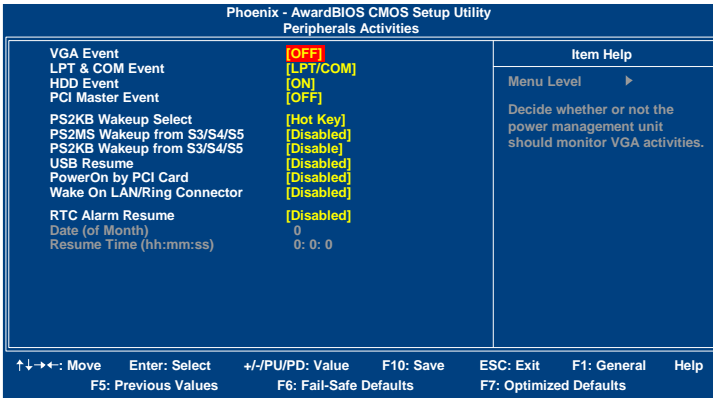 Phoenix - AwardBIOS CMOS Setup Utility
Peripherals Activities
VGA Event [OFF]
LPT & COM Event [LPT/COM]
HDD Event [ON]
PCI Master Event [OFF]
PS2KB Wakeup Select [Hot Key]
PS2MS Wakeup from S3/S4/S5 [Disabled]
PS2KB Wakeup from S3/S4/S5 [Disable]
USB Resume [Disabled]
PowerOn by PCI Card [Disabled]
Wake On LAN/Ring Connector [Disabled]
RTC Alarm Resume [Disabled]
Date (of Month) 0
Resume Time (hh:mm:ss) 0: 0: 0
Item Help
Menu Level ▶
Decide whether or not the
power management unit
should monitor VGA activities.
↑↓→←: Move Enter: Select +/-/PU/PD: Value F10: Save ESC: Exit F1: General Help
F5: Previous Values F6: Fail-Safe Defaults F7: Optimized Defaults